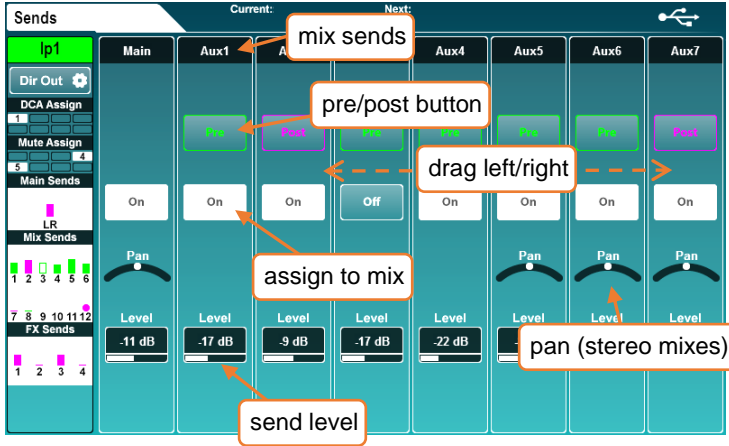 Sends
Current:
Next:
Ip1
Main
Aux1
mix sends
Aux4
Aux5
Aux6
Aux7
Dir Out
DCA Assign
1
pre/post button
Pre
Post
Pre
Pre
Pre
Pre
Post
Mute Assign
4
5
drag left/right
Main Sends
LR
On
On
On
Off
On
On
On
On
Mix Sends
1 2 3 4 5 6
7 8 9 10 11 12
Pan
Pan
Pan
Pan
assign to mix
FX Sends
1 2 3 4
Level
Level
Level
Level
Level
Level
Level
Level
-11 dB
-17 dB
-9 dB
-17 dB
-22 dB
pan (stereo mixes)
send level